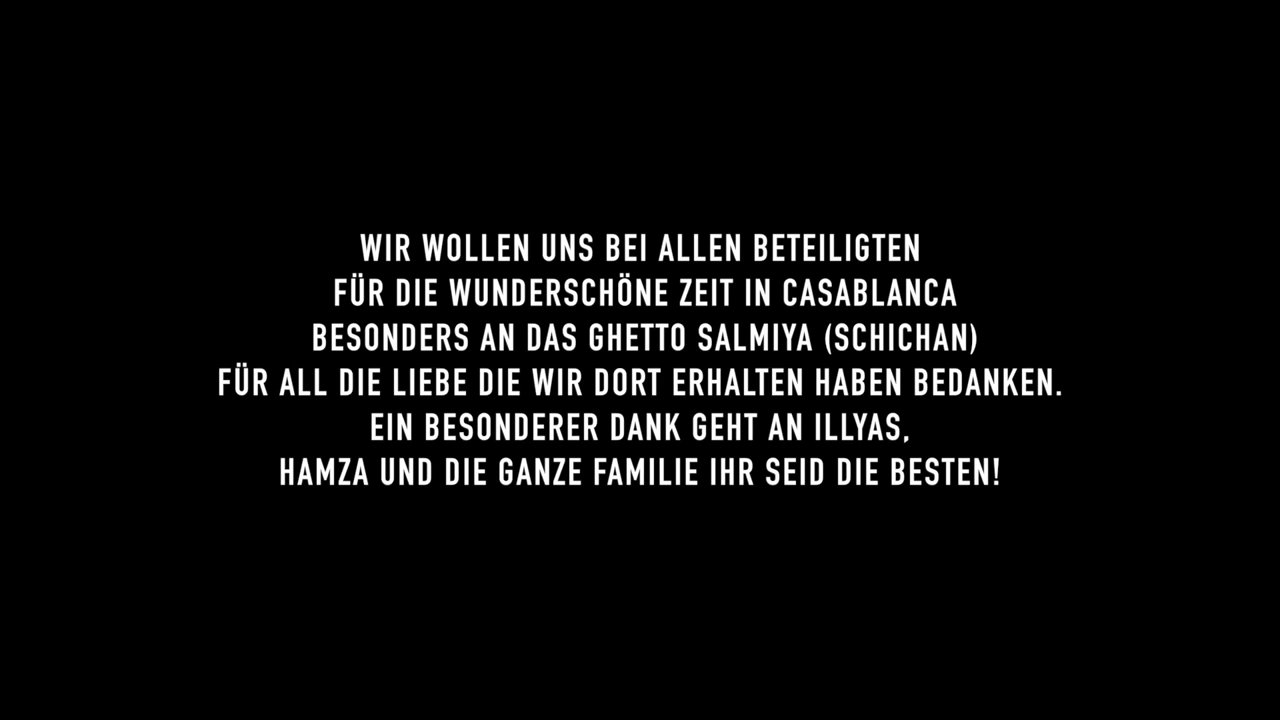 WIR WOLLEN UNS BEI ALLEN BETEILIGTEN
FÜR DIE WUNDERSCHÖNE ZEIT IN CASABLANCA
BESONDERS AN DAS GHETTO SALMIYA (SCHICHAN)
FÜR ALL DIE LIEBE DIE WIR DORT ERHALTEN HABEN BEDANKEN.
EIN BESONDERER DANK GEHT AN ILLYAS,
HAMZA UND DIE GANZE FAMILIE IHR SEID DIE BESTEN!